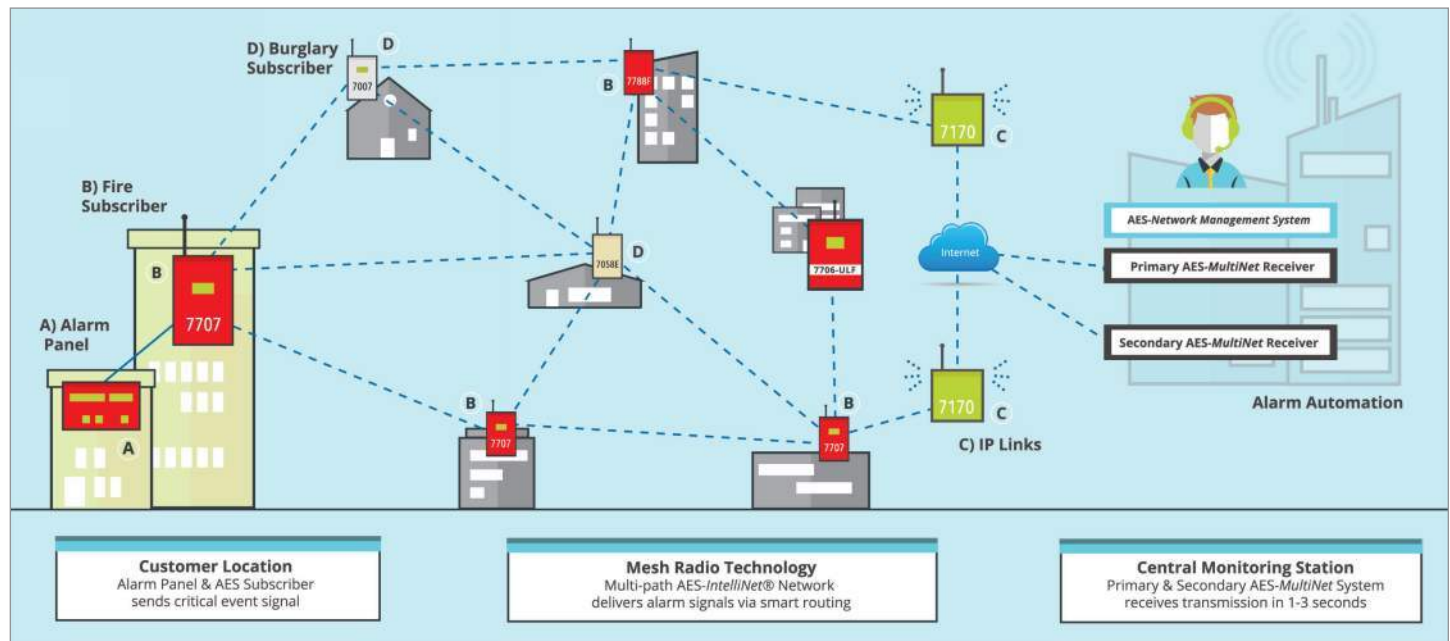 D) Burglary
Subscriber
D
7007
7788F
B
7170
C
B) Fire
Subscriber
B
7707
7058E
D
7706-ULF
Internet
AES-Network Management System
Primary AES-MultiNet Receiver
Secondary AES-MultiNet Receiver
A) Alarm
Panel
A
B
7707
B
7707
7170
C
C) IP Links
Alarm Automation
Customer Location
Alarm Panel & AES Subscriber
sends critical event signal
Mesh Radio Technology
Multi-path AES-IntelliNet® Network
delivers alarm signals via smart routing
Central Monitoring Station
Primary & Secondary AES-MultiNet System
receives transmission in 1-3 seconds